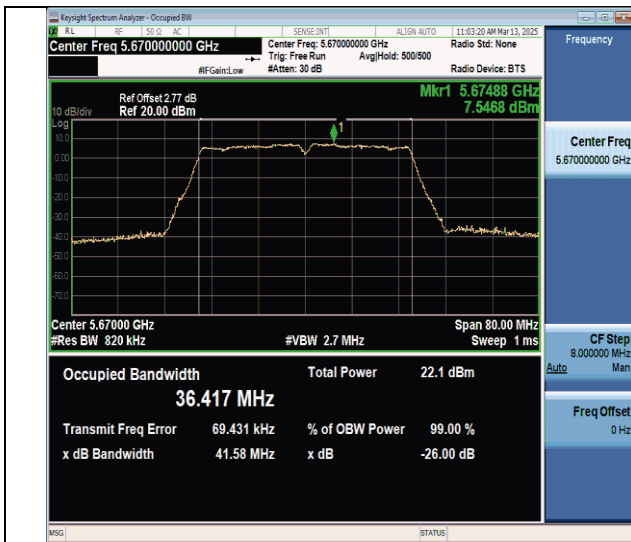 Keysight Spectrum Analyzer - Occupied BW
RL RF 50 Ω AC SENSE:INT ALIGN AUTO 11:03:20 AM Mar 13, 2025
Center Freq 5.670000000 GHz
Center Freq: 5.670000000 GHz Radio Std: None
Trig: Free Run Avg|Hold: 500/500
#IFGain:Low #Atten: 30 dB Radio Device: BTS
Frequency
Mkr1 5.67488 GHz
7.5468 dBm
Ref Offset 2.77 dB
10 dB/div Ref 20.00 dBm
Log
1
10.0
0.00
-10.0
-20.0
-30.0
-40.0
-50.0
-60.0
-70.0
Center 5.67000 GHz Span 80.00 MHz
#Res BW 820 kHz #VBW 2.7 MHz Sweep 1 ms
Occupied Bandwidth Total Power 22.1 dBm
36.417 MHz
Transmit Freq Error 69.431 kHz % of OBW Power 99.00 %
x dB Bandwidth 41.58 MHz x dB -26.00 dB
Center Freq
5.670000000 GHz
CF Step
8.000000 MHz
Auto Man
Freq Offset
0 Hz
MSG STATUS